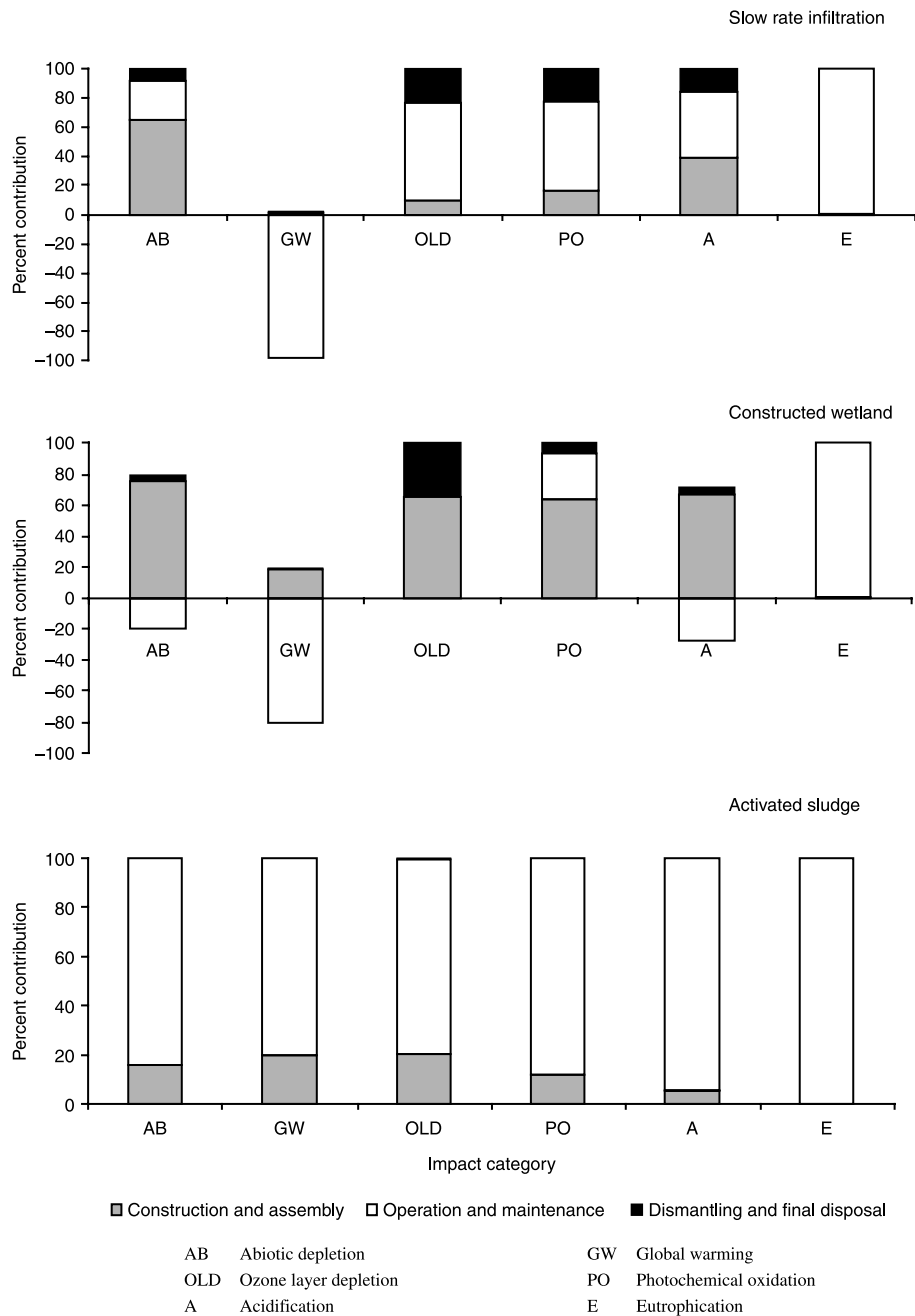 Slow rate infiltration
100
80
60
40
20
0
–20
–40
–60
–80
–100
Percent contribution
AB GW OLD PO A E
Constructed wetland
100
80
60
40
20
0
–20
–40
–60
–80
–100
Percent contribution
AB GW OLD PO A E
Activated sludge
100
80
60
40
20
0
Percent contribution
AB GW OLD PO A E
Impact category
Construction and assembly Operation and maintenance Dismantling and final disposal
AB Abiotic depletion GW Global warming
OLD Ozone layer depletion PO Photochemical oxidation
A Acidification E Eutrophication